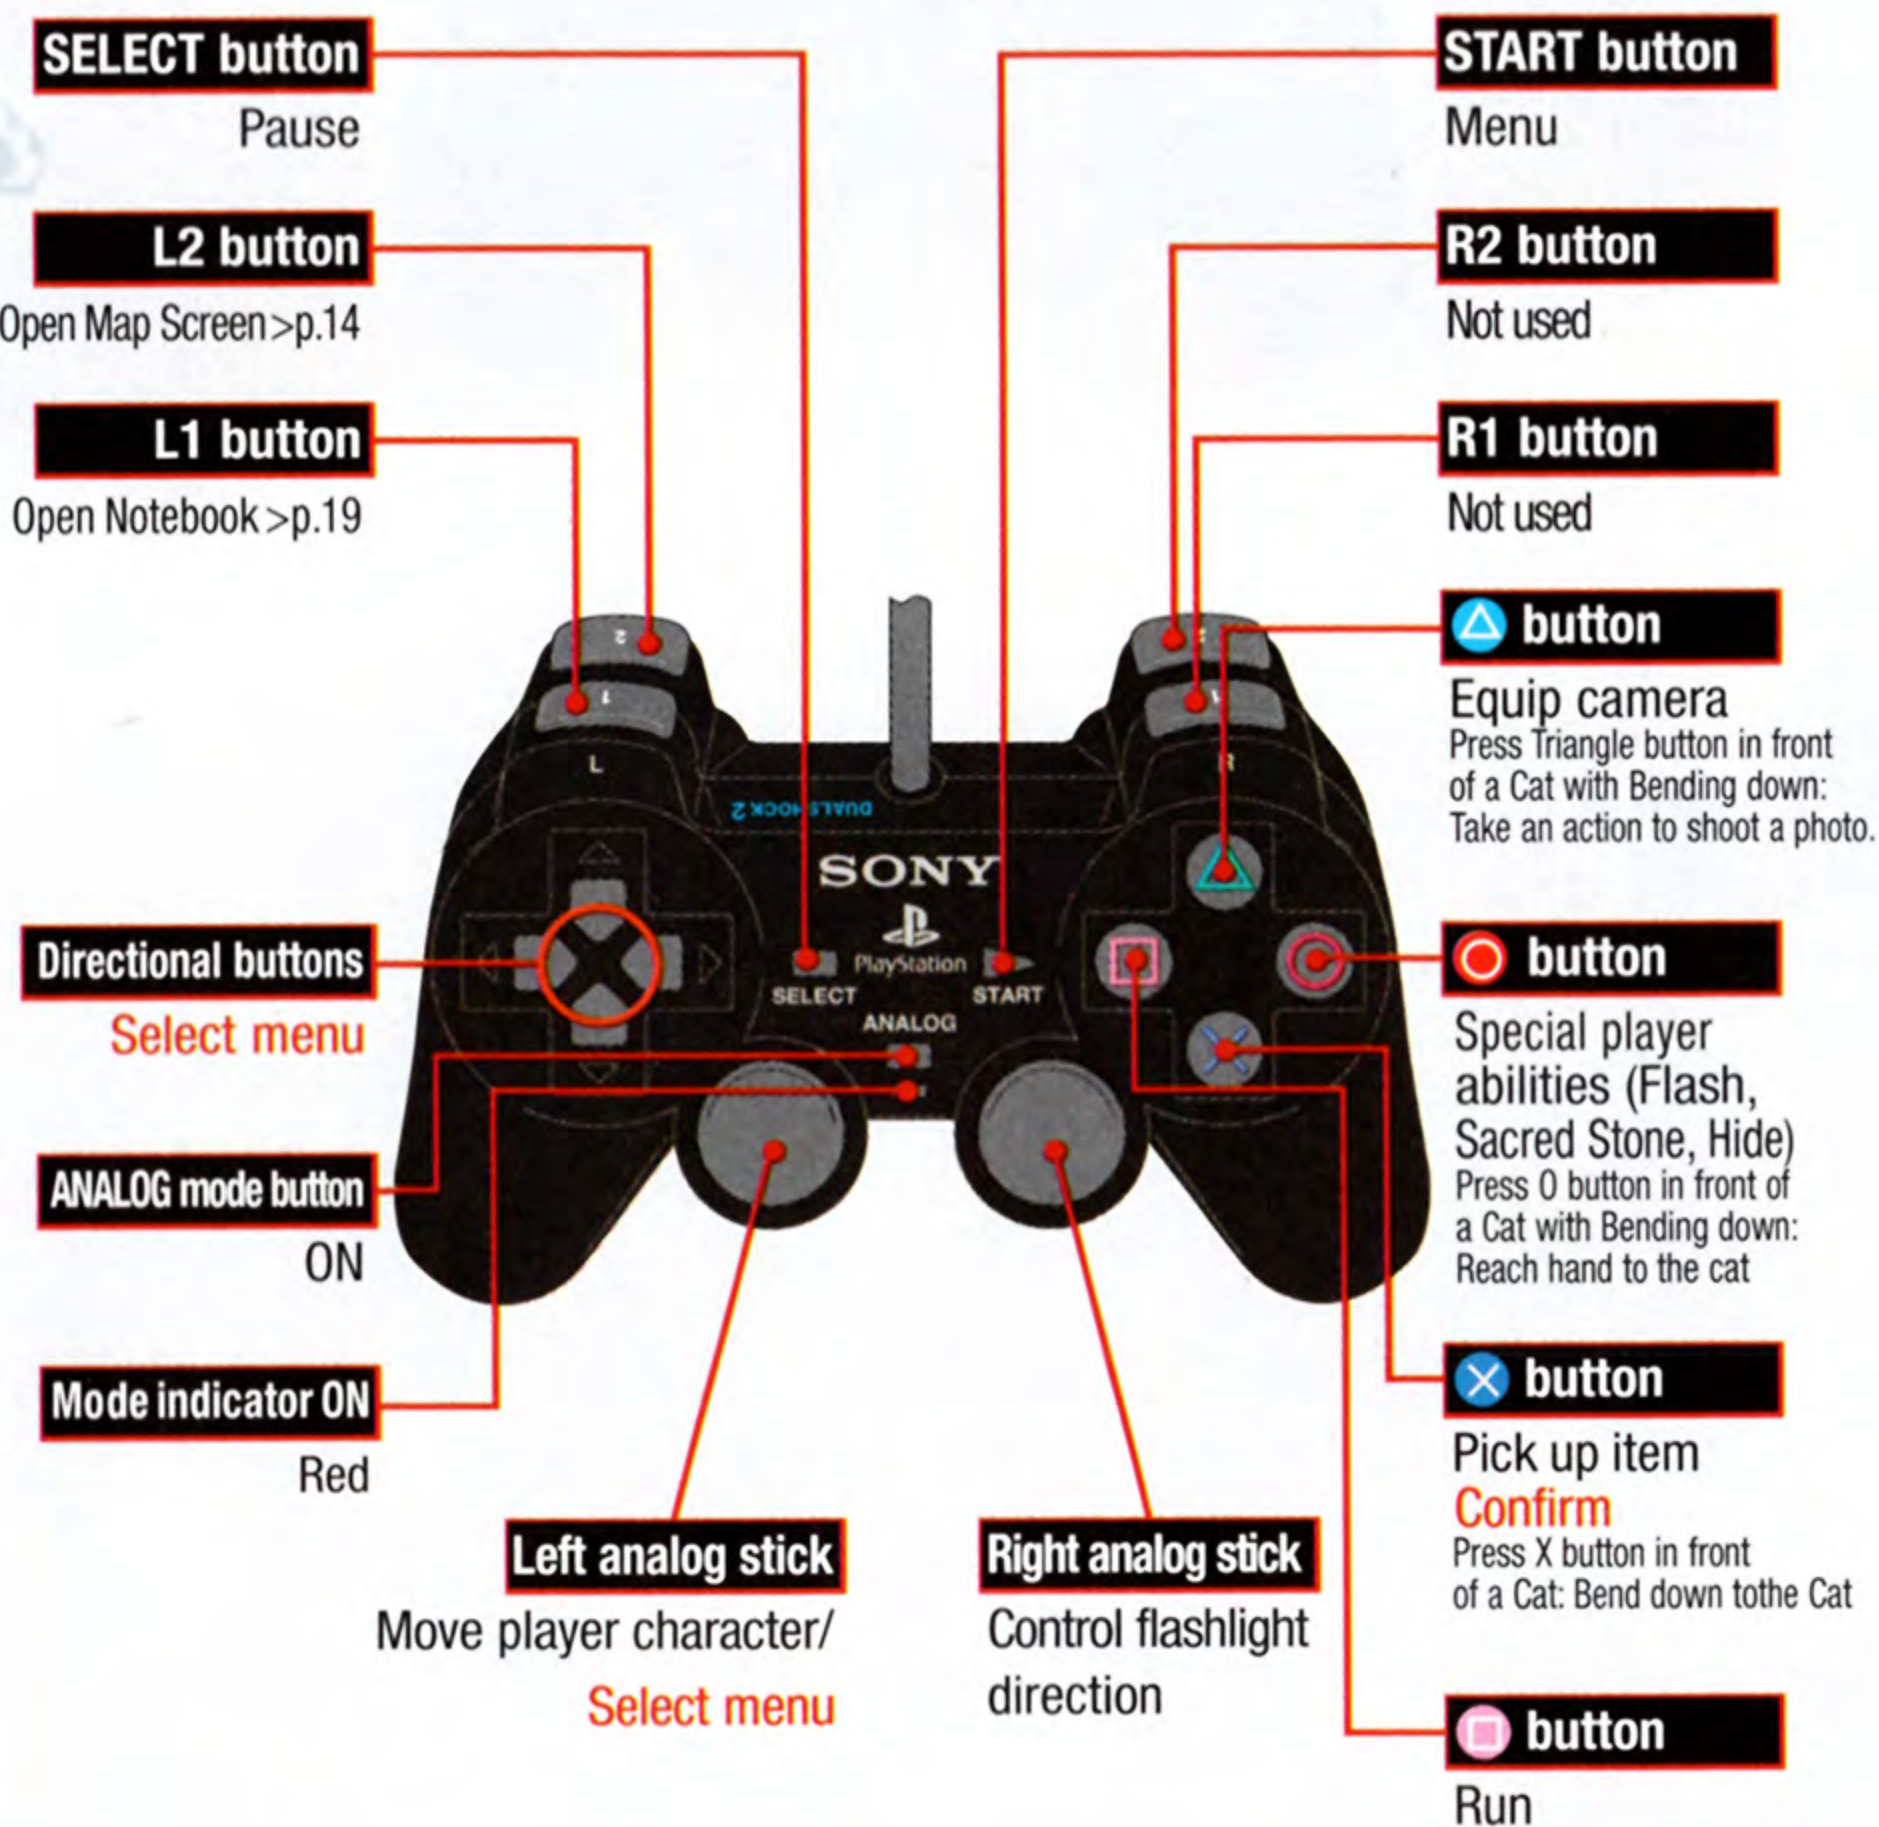 SELECT button
Pause
L2 button
Open Map Screen>p.14
L1 button
Open Notebook>p.19
START button
Menu
R2 button
Not used
R1 button
Not used
△ button
Equip camera
Press Triangle button in front
of a Cat with Bending down:
Take an action to shoot a photo.
2
1
L
2
1
R
DUALSHOCK 2
SONY
PlayStation
SELECT
START
ANALOG
Directional buttons
Select menu
ANALOG mode button
ON
Mode indicator ON
Red
○ button
Special player
abilities (Flash,
Sacred Stone, Hide)
Press O button in front of
a Cat with Bending down:
Reach hand to the cat
✕ button
Pick up item
Confirm
Press X button in front
of a Cat: Bend down tothe Cat
Left analog stick
Move player character/
Select menu
Right analog stick
Control flashlight
direction
□ button
Run